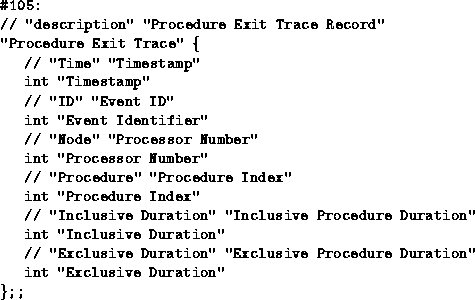 #105:
// "description" "Procedure Exit Trace Record"
"Procedure Exit Trace" {
// "Time" "Timestamp"
int "Timestamp"
// "ID" "Event ID"
int "Event Identifier"
// "Node" "Processor Number"
int "Processor Number"
// "Procedure" "Procedure Index"
int "Procedure Index"
// "Inclusive Duration" "Inclusive Procedure Duration"
int "Inclusive Duration"
// "Exclusive Duration" "Exclusive Procedure Duration"
int "Exclusive Duration"
};;